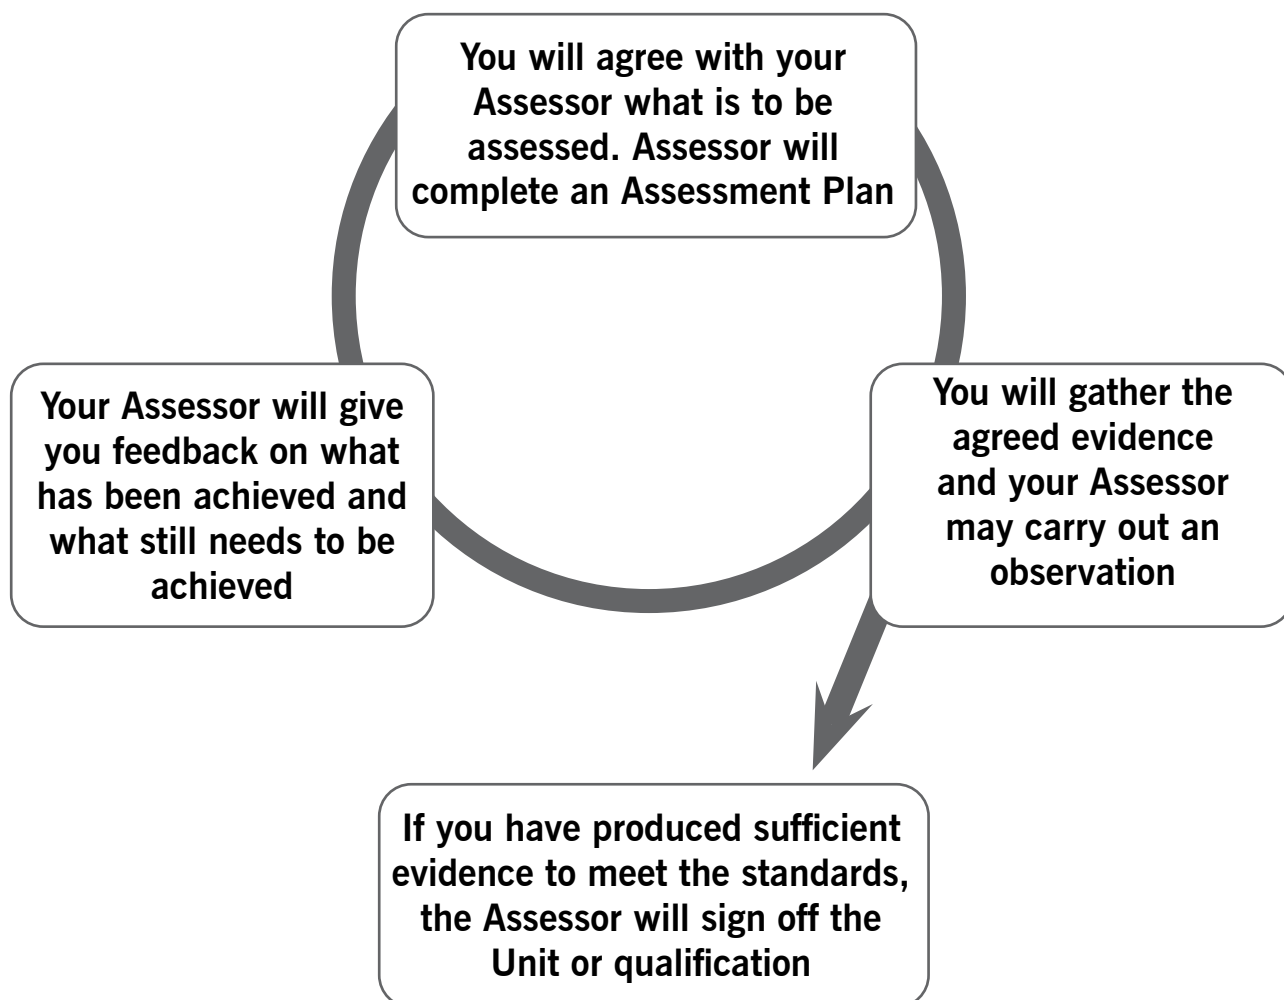 You will agree with your
Assessor what is to be
assessed. Assessor will
complete an Assessment Plan
You will gather the
agreed evidence
and your Assessor
may carry out an
observation
Your Assessor will give
you feedback on what
has been achieved and
what still needs to be
achieved
If you have produced sufficient
evidence to meet the standards,
the Assessor will sign off the
Unit or qualification